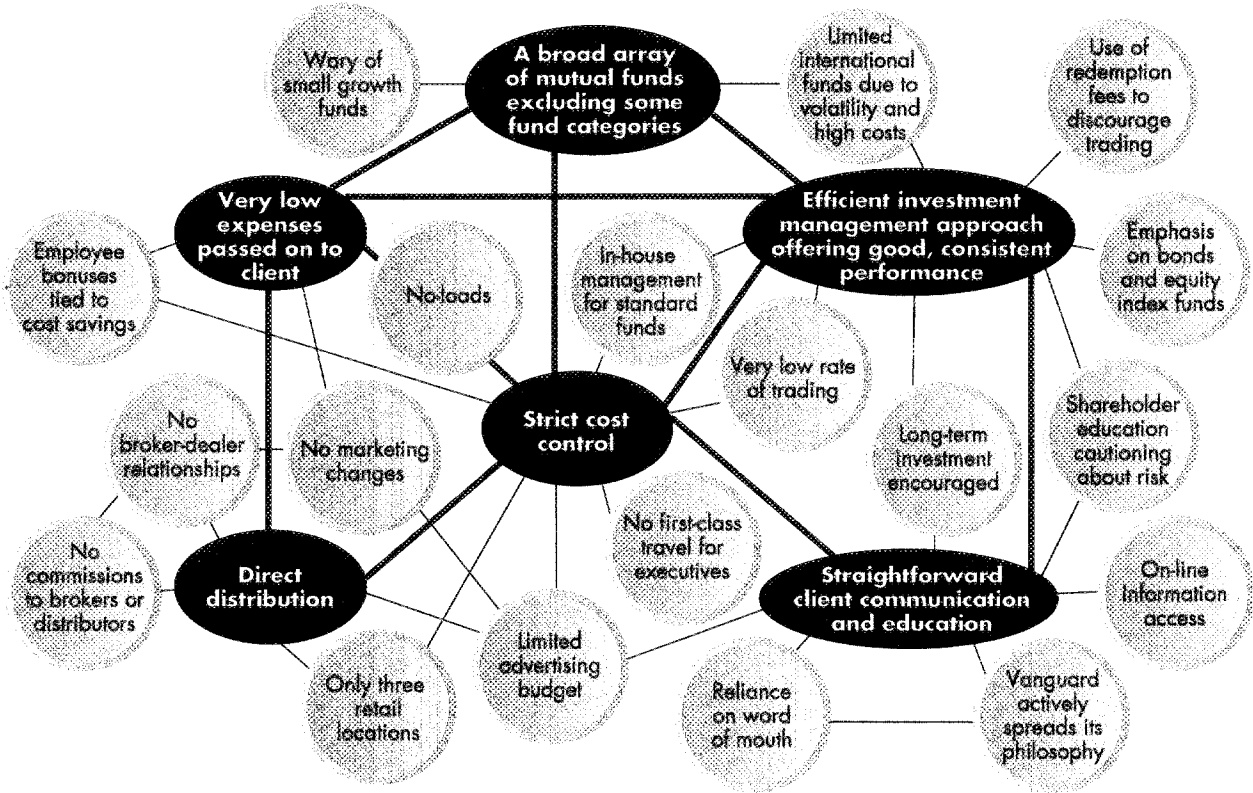 Wary of
small growth
funds
A broad array
of mutual funds
excluding some
fund categories
Limited
international
funds due to
volatility and
high costs
Use of
redemption
fees to
discourage
trading
Very low
expenses
passed on to
client
Efficient investment
management approach
offering good, consistent
performance
Employee
bonuses
tied to
cost savings
No-loads
In-house
management
for standard
funds
Emphasis
on bonds
and equity
index funds
Very low rate
of trading
Strict cost
control
No
broker-dealer
relationships
No marketing
changes
Long-term
investment
encouraged
Shareholder
education
cautioning
about risk
No first-class
travel for
executives
No
commissions
to brokers or
distributors
Direct
distribution
Straightforward
client communication
and education
On-line
information
access
Only three
retail
locations
Limited
advertising
budget
Reliance
on word
of mouth
Vanguard
actively
spreads its
philosophy